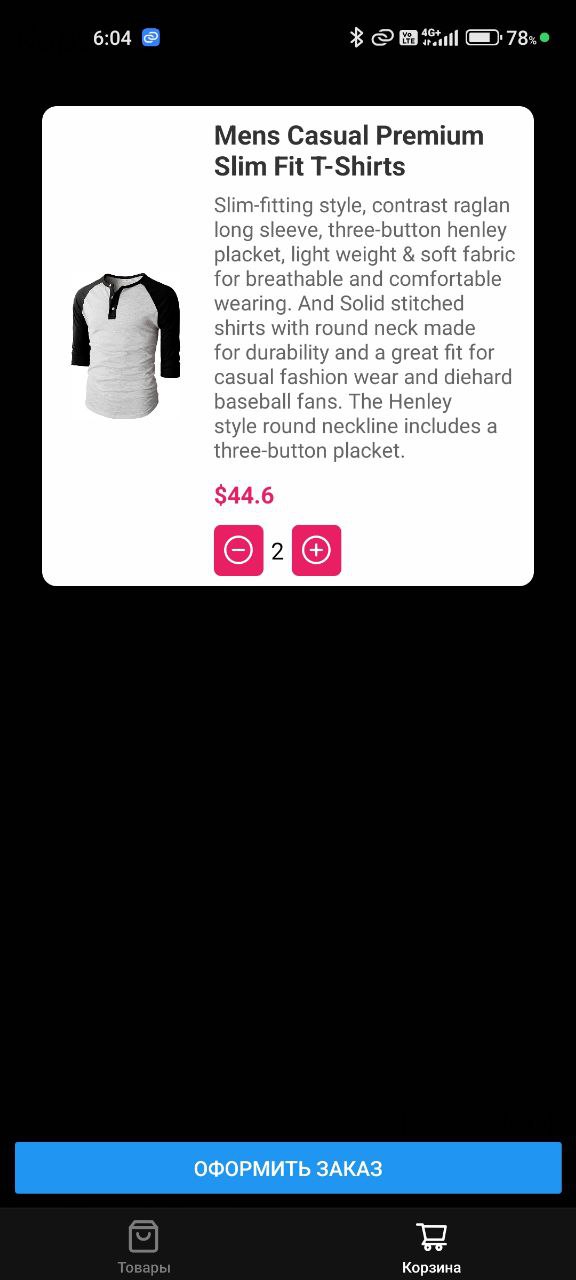 6:04
Vo LTE 4G+ 78%
Mens Casual Premium
Slim Fit T-Shirts
Slim-fitting style, contrast raglan
long sleeve, three-button henley
placket, light weight & soft fabric
for breathable and comfortable
wearing. And Solid stitched
shirts with round neck made
for durability and a great fit for
casual fashion wear and diehard
baseball fans. The Henley
style round neckline includes a
three-button placket.
$44.6
2
ОФОРМИТЬ ЗАКАЗ
Товары
Корзина